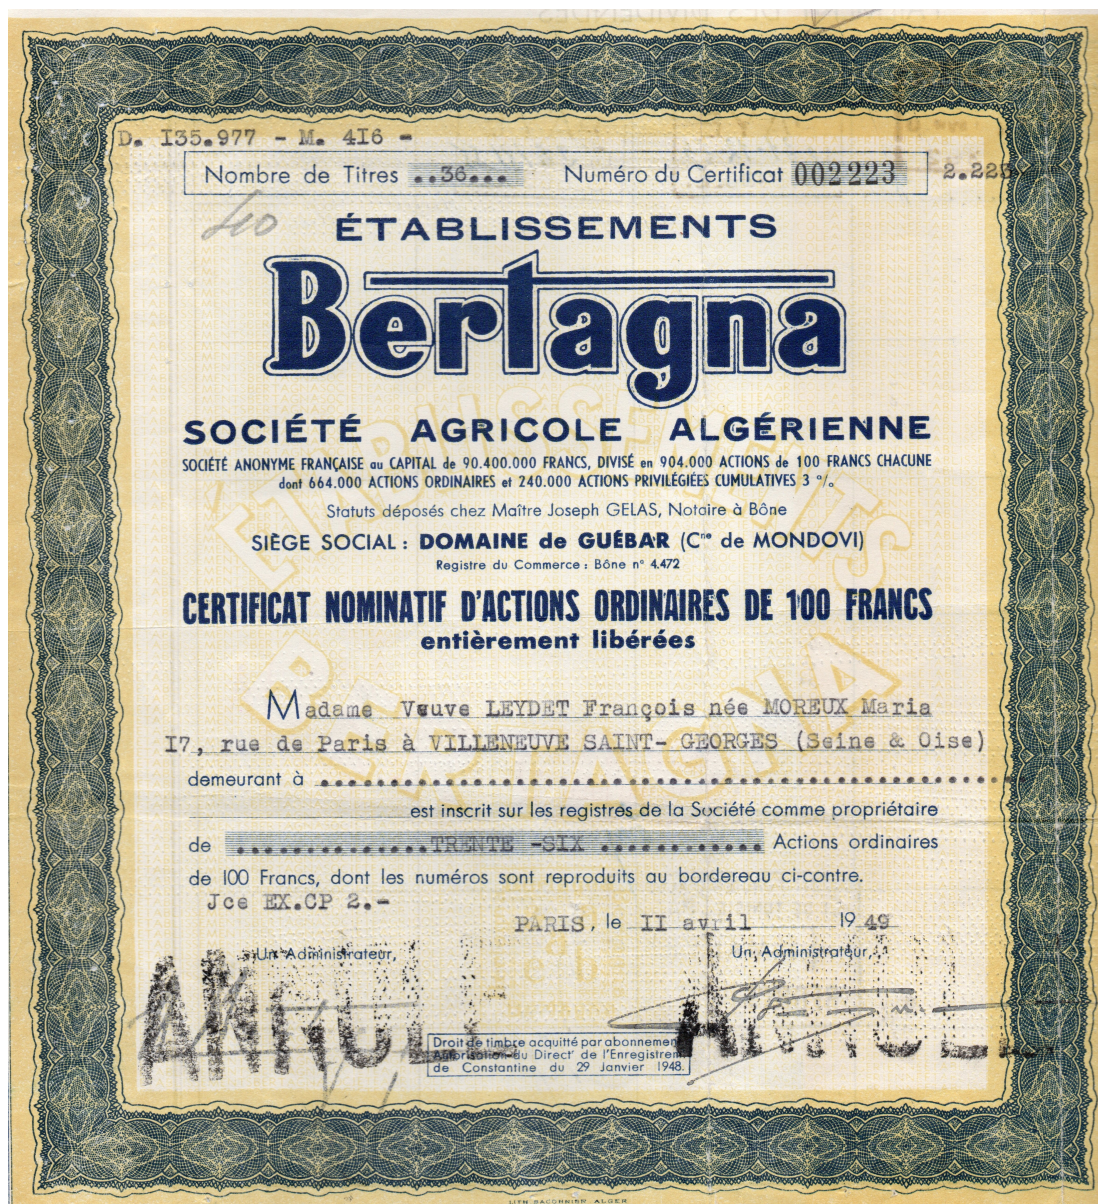 D. 135.977 - M. 416 -
Nombre de Titres ..36... Numéro du Certificat 002223 2.223
40
ÉTABLISSEMENTS
Bertagna
SOCIÉTÉ AGRICOLE ALGÉRIENNE
SOCIÉTÉ ANONYME FRANÇAISE au CAPITAL de 90.400.000 FRANCS, DIVISÉ en 904.000 ACTIONS de 100 FRANCS CHACUNE
dont 664.000 ACTIONS ORDINAIRES et 240.000 ACTIONS PRIVILÉGIÉES CUMULATIVES 3 %
Statuts déposés chez Maître Joseph GELAS, Notaire à Bône
SIÈGE SOCIAL : DOMAINE de GUÉBAR (Cne de MONDOVI)
Registre du Commerce : Bône n° 4.472
CERTIFICAT NOMINATIF D'ACTIONS ORDINAIRES DE 100 FRANCS
entièrement libérées
ÉTABLISSEMENTS
BERTAGNA
Madame Veuve LEYDET François née MOREUX Maria
17, rue de Paris à VILLENEUVE SAINT- GEORGES (Seine & Oise)
demeurant à
est inscrit sur les registres de la Société comme propriétaire
de TRENTE -SIX Actions ordinaires
de 100 Francs, dont les numéros sont reproduits au bordereau ci-contre.
Jce EX.CP 2.-
PARIS, le II avril 1949
Un Administrateur, Un Administrateur,
ANNULÉ ANNULÉ
Droit de timbre acquitté par abonnement
Autorisation du Direct' de l'Enregistrem.
de Constantine du 29 Janvier 1948.
LITH BACONNIER ALGER